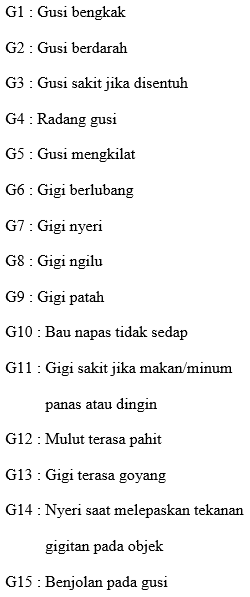 G1 : Gusi bengkak
G2 : Gusi berdarah
G3 : Gusi sakit jika disentuh
G4 : Radang gusi
G5 : Gusi mengkilat
G6 : Gigi berlubang
G7 : Gigi nyeri
G8 : Gigi ngilu
G9 : Gigi patah
G10 : Bau napas tidak sedap
G11 : Gigi sakit jika makan/minum
panas atau dingin
G12 : Mulut terasa pahit
G13 : Gigi terasa goyang
G14 : Nyeri saat melepaskan tekanan
gigitan pada objek
G15 : Benjolan pada gusi